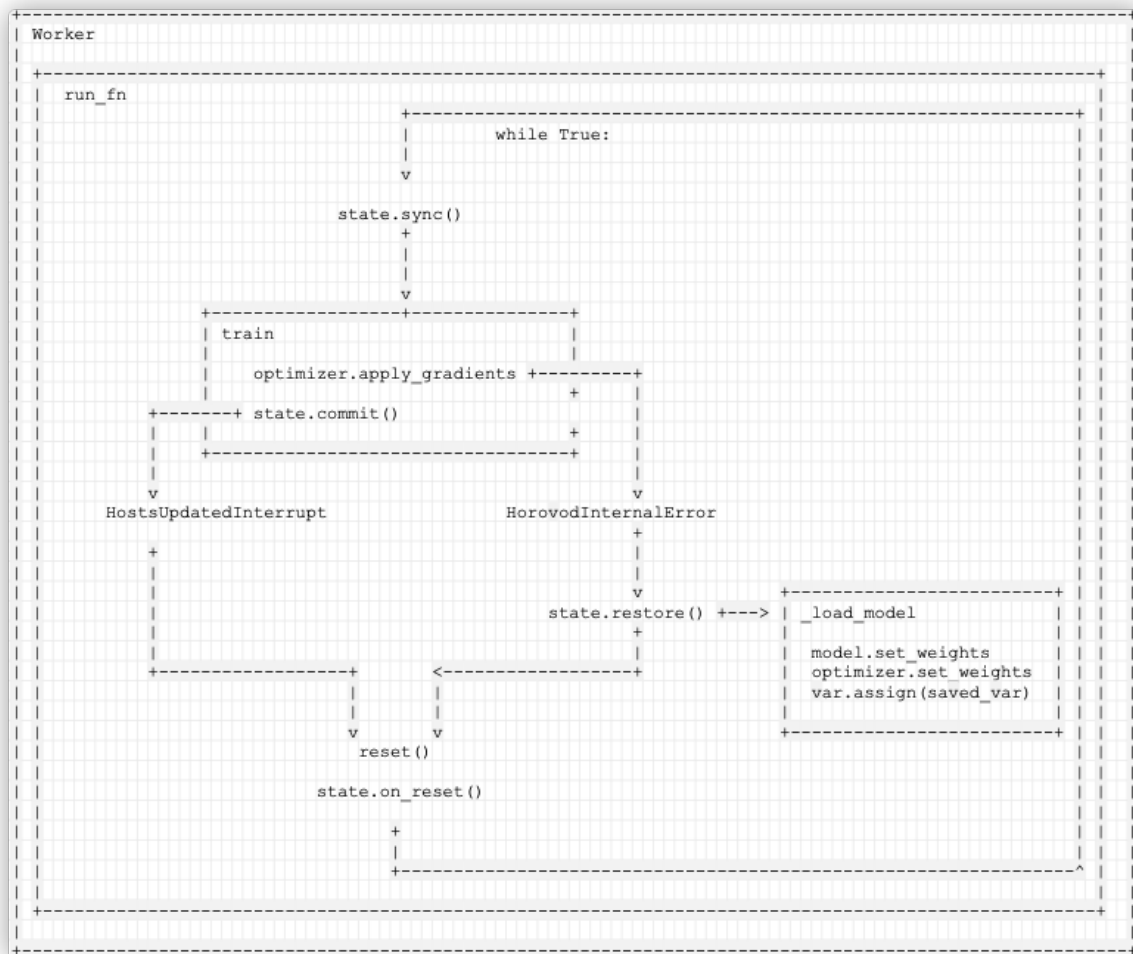 Worker
run_fn
while True:
state.sync()
train
optimizer.apply_gradients
state.commit()
HostsUpdatedInterrupt HorovodInternalError
state.restore() _load_model
model.set_weights
optimizer.set_weights
var.assign(saved_var)
reset()
state.on_reset()